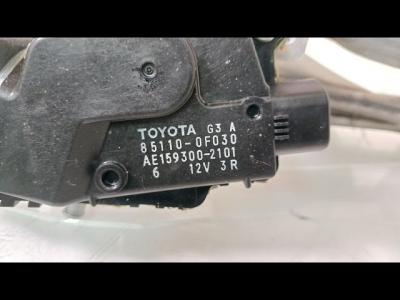 TOYOTA G3 A
85110-0F030
AE159300-2101
6 12V 3R